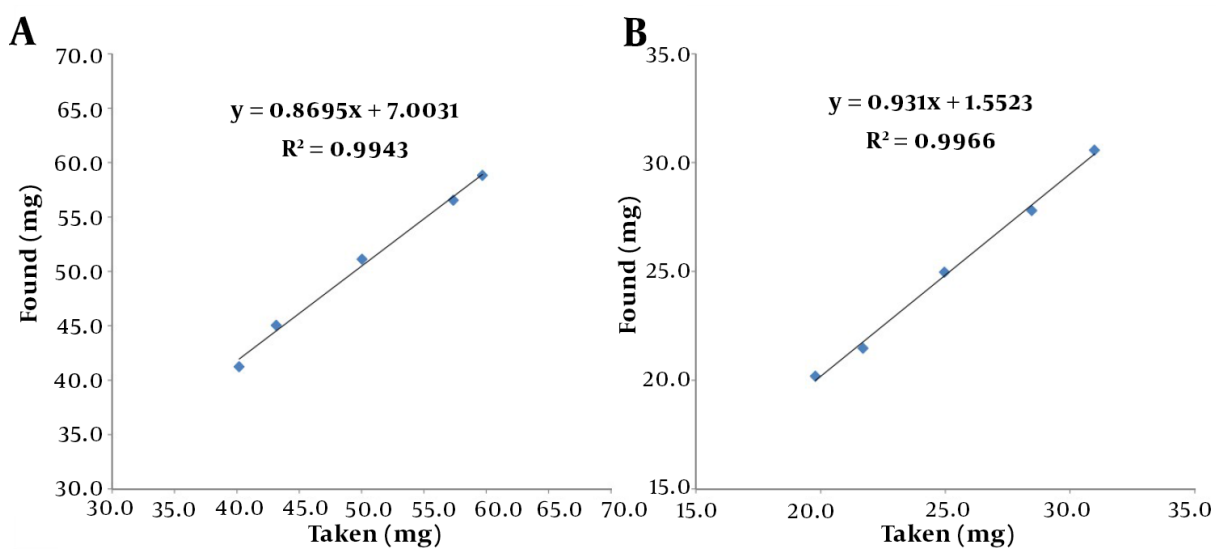 A
70.0
65.0
60.0
55.0
50.0
45.0
40.0
35.0
30.0
Found (mg)
y = 0.8695x + 7.0031
R² = 0.9943
30.0 35.0 40.0 45.0 50.0 55.0 60.0 65.0 70.0
Taken (mg)
B
35.0
30.0
25.0
20.0
15.0
Found (mg)
y = 0.931x + 1.5523
R² = 0.9966
15.0 20.0 25.0 30.0 35.0
Taken (mg)